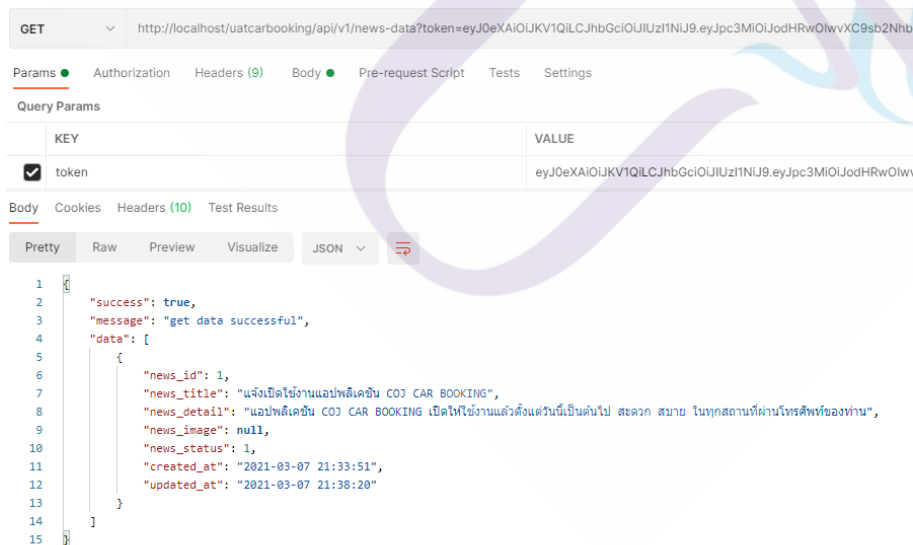 GET http://localhost/uatcarbooking/api/v1/news-data?token=eyJ0eXAiOiJKV1QiLCJhbGciOiJIUzI1NiJ9.eyJpc3MiOiJodHRwOlwvXC9sb2Nhb
Params Authorization Headers (9) Body Pre-request Script Tests Settings
Query Params
KEY VALUE
token eyJ0eXAiOiJKV1QiLCJhbGciOiJIUzI1NiJ9.eyJpc3MiOiJodHRwOlwv
Body Cookies Headers (10) Test Results
Pretty Raw Preview Visualize JSON
1 {
2 "success": true,
3 "message": "get data successful",
4 "data": [
5 {
6 "news_id": 1,
7 "news_title": "แจ้งเปิดใช้งานแอปพลิเคชัน COJ CAR BOOKING",
8 "news_detail": "แอปพลิเคชัน COJ CAR BOOKING เปิดให้ใช้งานแล้วตั้งแต่วันนี้เป็นต้นไป สะดวก สบาย ในทุกสถานที่ผ่านโทรศัพท์ของท่าน",
9 "news_image": null,
10 "news_status": 1,
11 "created_at": "2021-03-07 21:33:51",
12 "updated_at": "2021-03-07 21:38:20"
13 }
14 ]
15 }